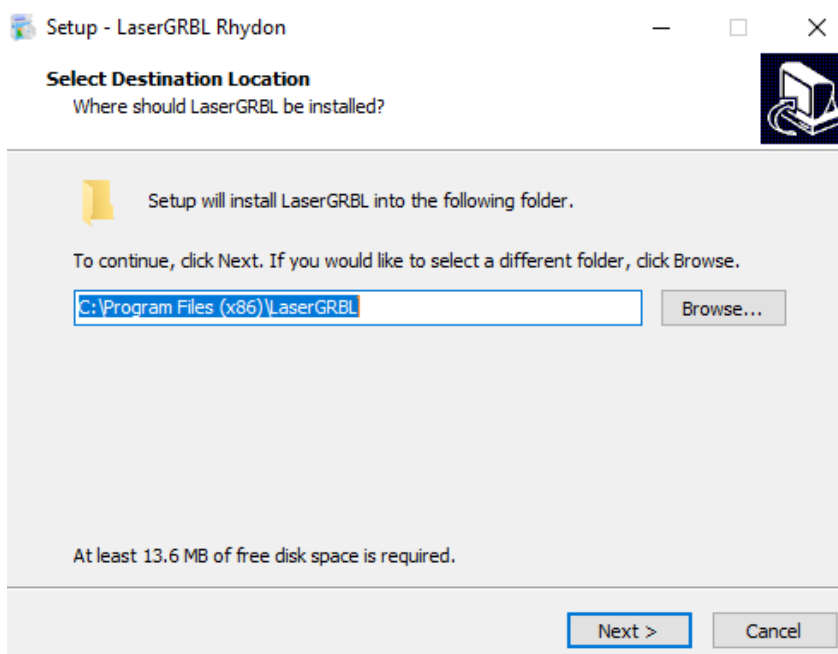 Setup - LaserGRBL Rhydon
Select Destination Location
Where should LaserGRBL be installed?
Setup will install LaserGRBL into the following folder.
To continue, click Next. If you would like to select a different folder, click Browse.
C:\Program Files (x86)\LaserGRBL
Browse...
At least 13.6 MB of free disk space is required.
Next >
Cancel